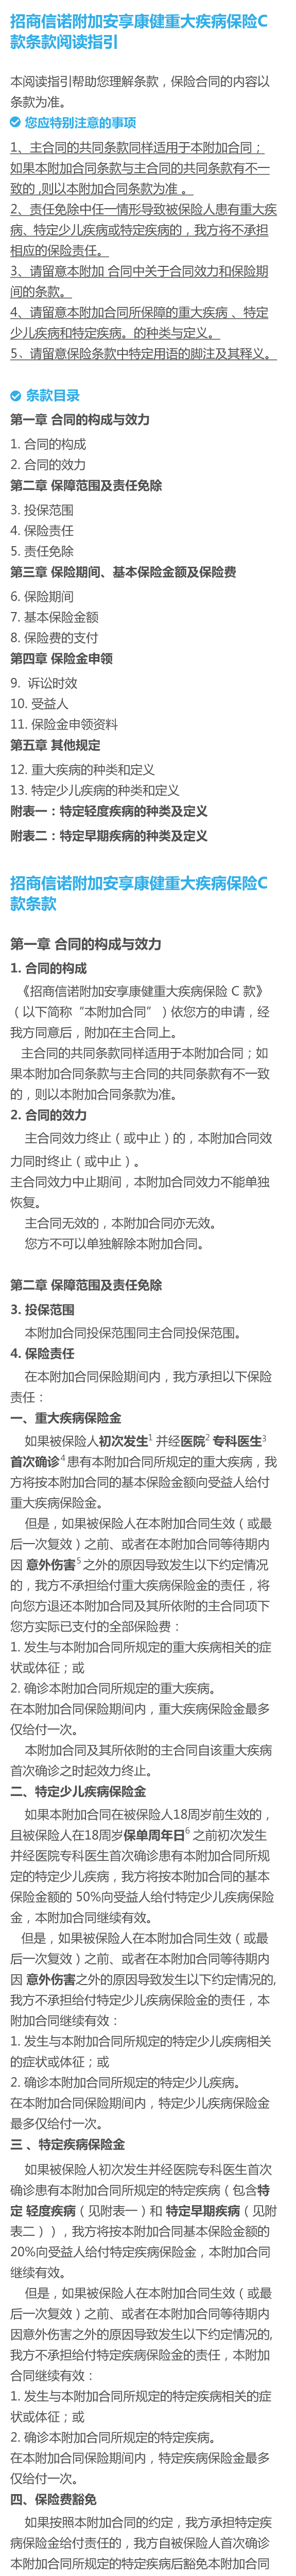 招商信诺附加安享康健重大疾病保险C
款条款阅读指引
本阅读指引帮助您理解条款，保险合同的内容以
条款为准。
您应特别注意的事项
1、主合同的共同条款同样适用于本附加合同；
如果本附加合同条款与主合同的共同条款有不一
致的 ,则以本附加合同条款为准 。
2、责任免除中任一情形导致被保险人患有重大疾
病、特定少儿疾病或特定疾病的，我方将不承担
相应的保险责任。
3、请留意本附加 合同中关于合同效力和保险期
间的条款。
4、请留意本附加合同所保障的重大疾病 、特定
少儿疾病和特定疾病。的种类与定义。
5、请留意保险条款中特定用语的脚注及其释义。
条款目录
第一章 合同的构成与效力
1. 合同的构成
2. 合同的效力
第二章 保障范围及责任免除
3. 投保范围
4. 保险责任
5. 责任免除
第三章 保险期间、基本保险金额及保险费
6. 保险期间
7. 基本保险金额
8. 保险费的支付
第四章 保险金申领
9. 诉讼时效
10. 受益人
11. 保险金申领资料
第五章 其他规定
12. 重大疾病的种类和定义
13. 特定少儿疾病的种类和定义
附表一：特定轻度疾病的种类及定义
附表二：特定早期疾病的种类及定义
招商信诺附加安享康健重大疾病保险C
款条款
第一章 合同的构成与效力
1. 合同的构成
《招商信诺附加安享康健重大疾病保险 C 款》
（以下简称“本附加合同”）依您方的申请，经
我方同意后，附加在主合同上。
主合同的共同条款同样适用于本附加合同；如
果本附加合同条款与主合同的共同条款有不一致
的，则以本附加合同条款为准。
2. 合同的效力
主合同效力终止（或中止）的，本附加合同效
力同时终止（或中止）。
主合同效力中止期间，本附加合同效力不能单独
恢复。
主合同无效的，本附加合同亦无效。
您方不可以单独解除本附加合同。
第二章 保障范围及责任免除
3. 投保范围
本附加合同投保范围同主合同投保范围。
4. 保险责任
在本附加合同保险期间内，我方承担以下保险
责任：
一、重大疾病保险金
如果被保险人初次发生1 并经医院2 专科医生3
首次确诊4 患有本附加合同所规定的重大疾病，我
方将按本附加合同的基本保险金额向受益人给付
重大疾病保险金。
但是，如果被保险人在本附加合同生效（或最
后一次复效）之前、或者在本附加合同等待期内
因 意外伤害5 之外的原因导致发生以下约定情况
的，我方不承担给付重大疾病保险金的责任，将
向您方退还本附加合同及其所依附的主合同项下
您方实际已支付的全部保险费：
1. 发生与本附加合同所规定的重大疾病相关的症
状或体征；或
2. 确诊本附加合同所规定的重大疾病。
在本附加合同保险期间内，重大疾病保险金最多
仅给付一次。
本附加合同及其所依附的主合同自该重大疾病
首次确诊之时起效力终止。
二、特定少儿疾病保险金
如果本附加合同在被保险人18周岁前生效的，
且被保险人在18周岁保单周年日6 之前初次发生
并经医院专科医生首次确诊患有本附加合同所规
定的特定少儿疾病，我方将按本附加合同的基本
保险金额的 50%向受益人给付特定少儿疾病保险
金，本附加合同继续有效。
但是，如果被保险人在本附加合同生效（或最
后一次复效）之前、或者在本附加合同等待期内
因 意外伤害之外的原因导致发生以下约定情况的,
我方不承担给付特定少儿疾病保险金的责任，本
附加合同继续有效：
1. 发生与本附加合同所规定的特定少儿疾病相关
的症状或体征；或
2. 确诊本附加合同所规定的特定少儿疾病。
在本附加合同保险期间内，特定少儿疾病保险金
最多仅给付一次。
三 、特定疾病保险金
如果被保险人初次发生并经医院专科医生首次
确诊患有本附加合同所规定的特定疾病（包含特
定 轻度疾病（见附表一）和 特定早期疾病（见附
表二）），我方将按本附加合同基本保险金额的
20%向受益人给付特定疾病保险金，本附加合同
继续有效。
但是，如果被保险人在本附加合同生效（或最
后一次复效）之前、或者在本附加合同等待期内
因意外伤害之外的原因导致发生以下约定情况的,
我方不承担给付特定疾病保险金的责任，本附加
合同继续有效：
1. 发生与本附加合同所规定的特定疾病相关的症
状或体征；或
2. 确诊本附加合同所规定的特定疾病。
在本附加合同保险期间内，特定疾病保险金最多
仅给付一次。
四、保险费豁免
如果按照本附加合同的约定，我方承担特定疾
病保险金给付责任的，我方自被保险人首次确诊
本附加合同所规定的特定疾病后豁免本附加合同